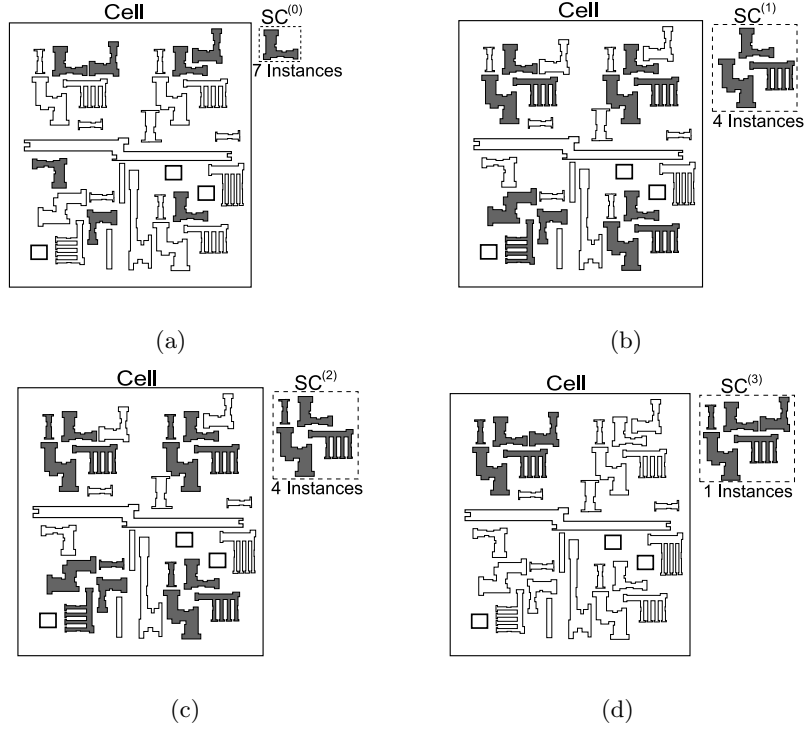 Cell
SC(0)
7 Instances
(a)
Cell
SC(1)
4 Instances
(b)
Cell
SC(2)
4 Instances
(c)
Cell
SC(3)
1 Instances
(d)